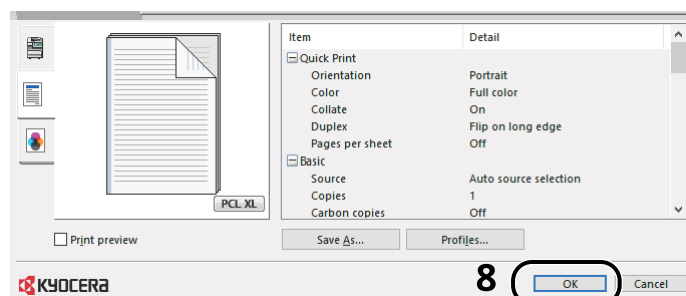 Item Detail
Quick Print
Orientation Portrait
Color Full color
Collate On
Duplex Flip on long edge
Pages per sheet Off
Basic
Source Auto source selection
Copies 1
Carbon copies Off
PCL XL
Print preview Save As... Profiles...
KYOCERA 8 OK Cancel